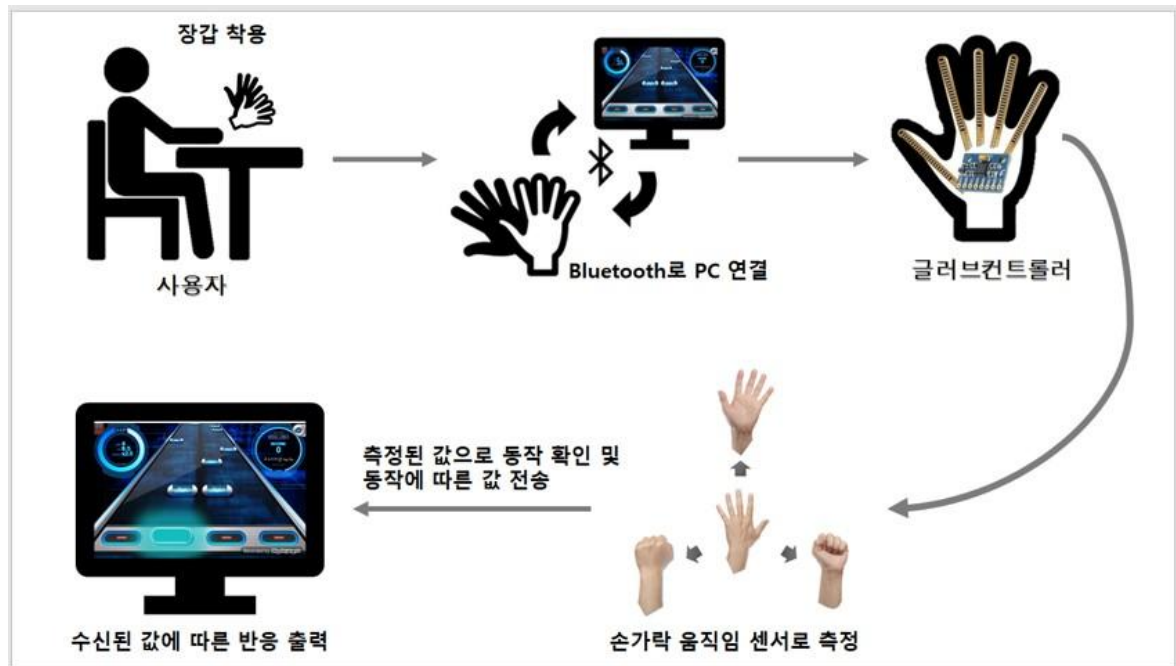 장갑 착용
사용자
Bluetooth로 PC 연결
글러브컨트롤러
손가락 움직임 센서로 측정
측정된 값으로 동작 확인 및
동작에 따른 값 전송
수신된 값에 따른 반응 출력